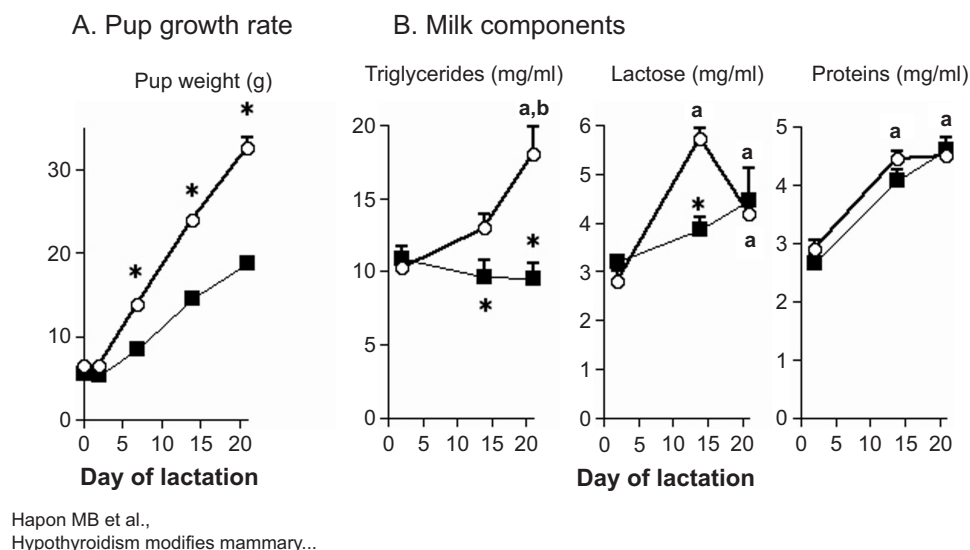 A. Pup growth rate
B. Milk components
Pup weight (g)
Triglycerides (mg/ml)
Lactose (mg/ml)
Proteins (mg/ml)
*
*
*
30
20
10
0
0 5 10 15 20
a,b
*
*
20
15
10
5
0
0 5 10 15 20
a
a
*
a
6
5
4
3
2
1
0
0 5 10 15 20
a
a
5
4
3
2
1
0
0 5 10 15 20
Day of lactation
Day of lactation
Hapon MB et al.,
Hypothyroidism modifies mammary...